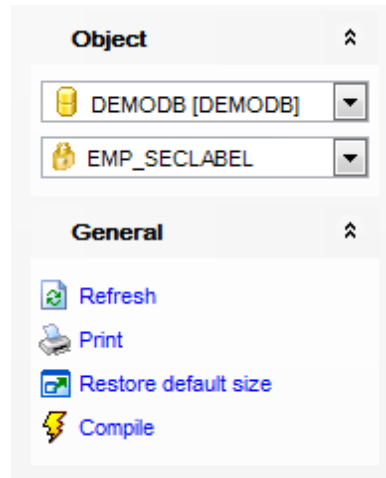 Object
DEMODB [DEMODB]
EMP_SECLABEL
General
Refresh
Print
Restore default size
Compile